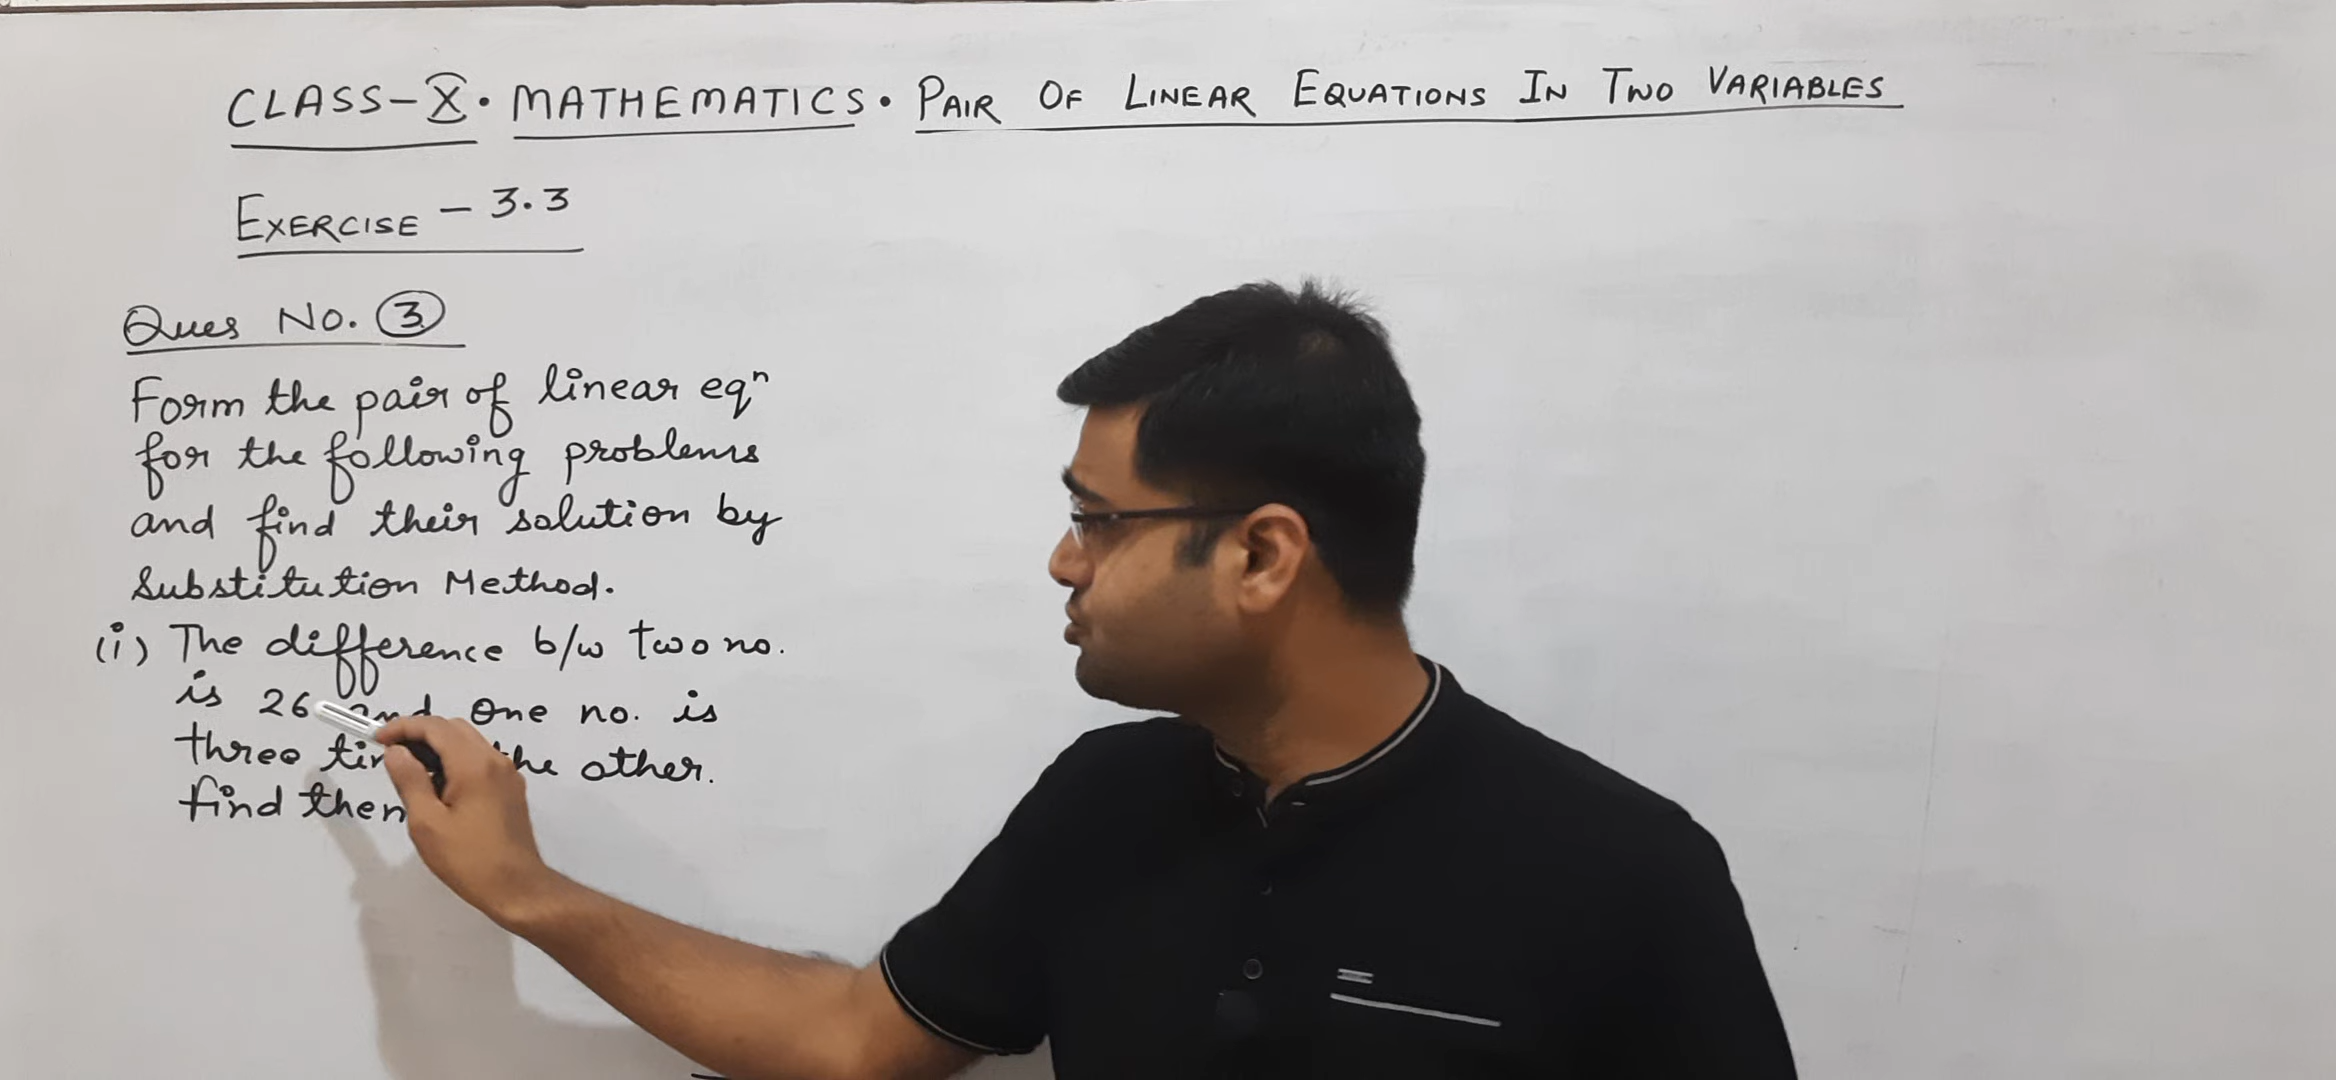 CLASS-X. MATHEMATICS. PAIR OF LINEAR EQUATIONS IN TWO VARIABLES
EXERCISE - 3.3
Ques No. 3
Form the pair of linear eqⁿ
for the following problems
and find their solution by
Substitution Method.
(i) The difference b/w two no.
is 26 and one no. is
three the other.
find